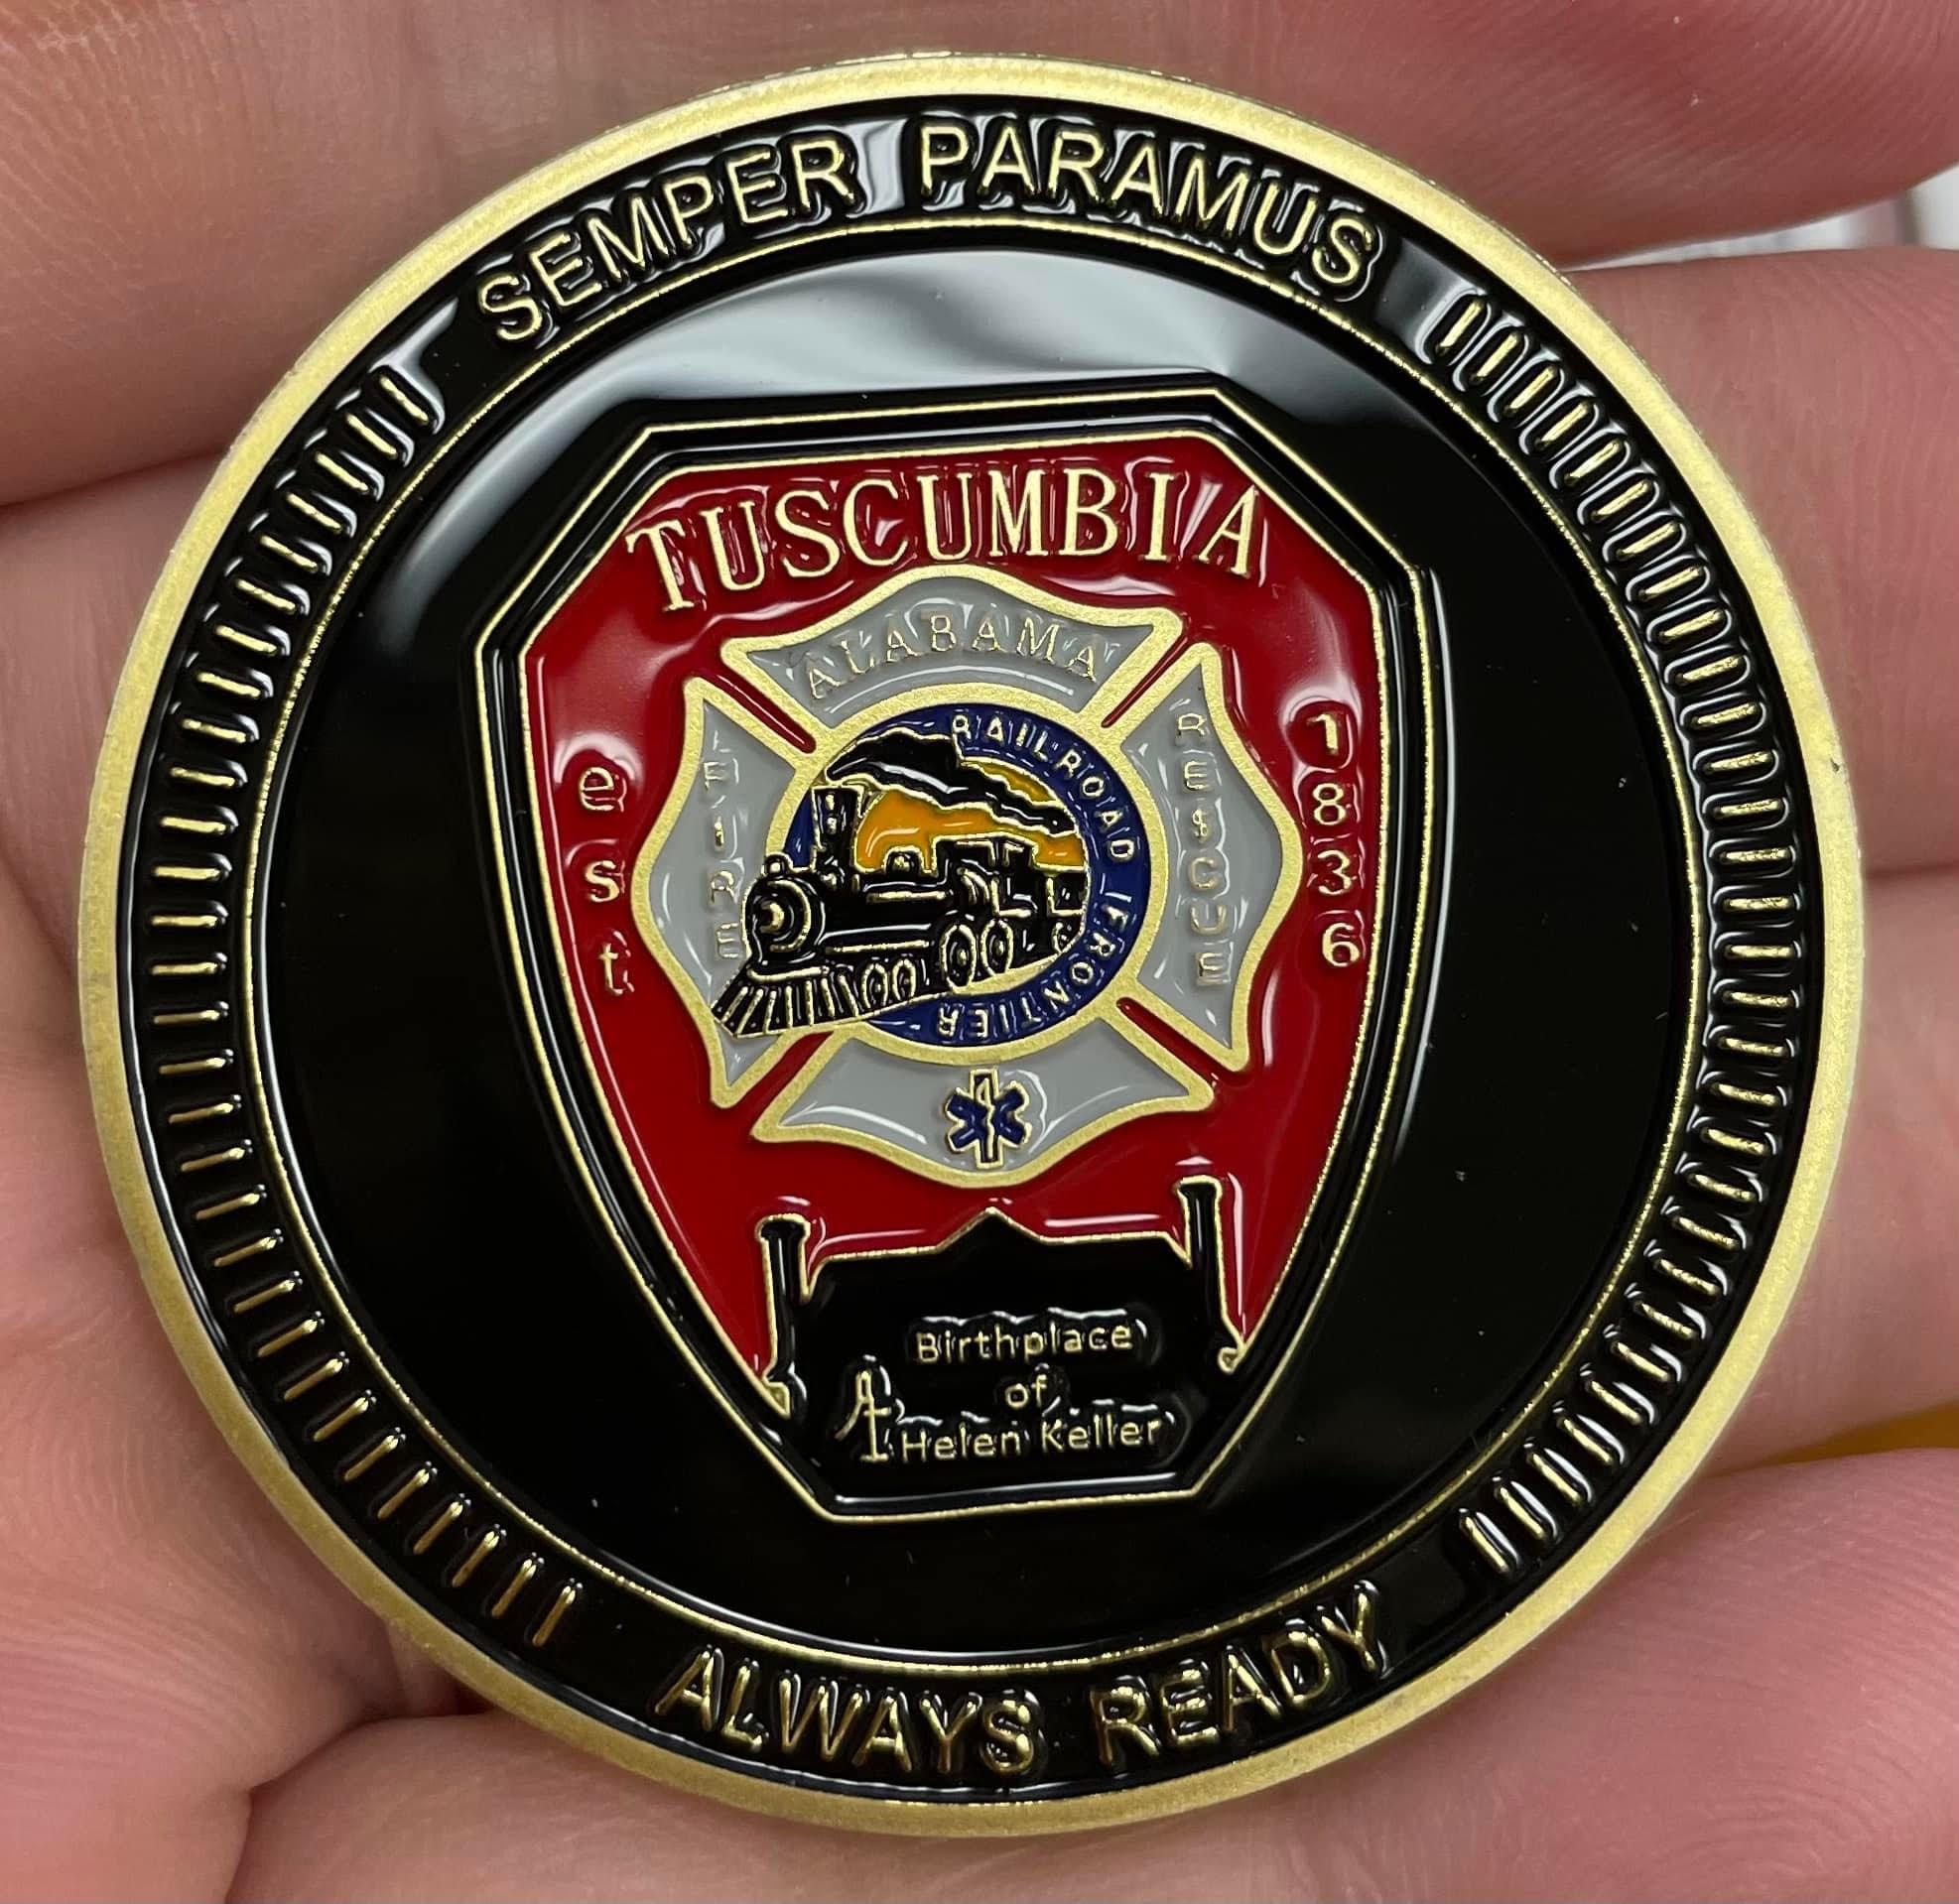 SEMPER PARAMUS
TUSCUMBIA
ALABAMA
est
FIRE
RAILROAD FRONTIER
RESCUE
1836
Birthplace
of
Helen Keller
ALWAYS READY